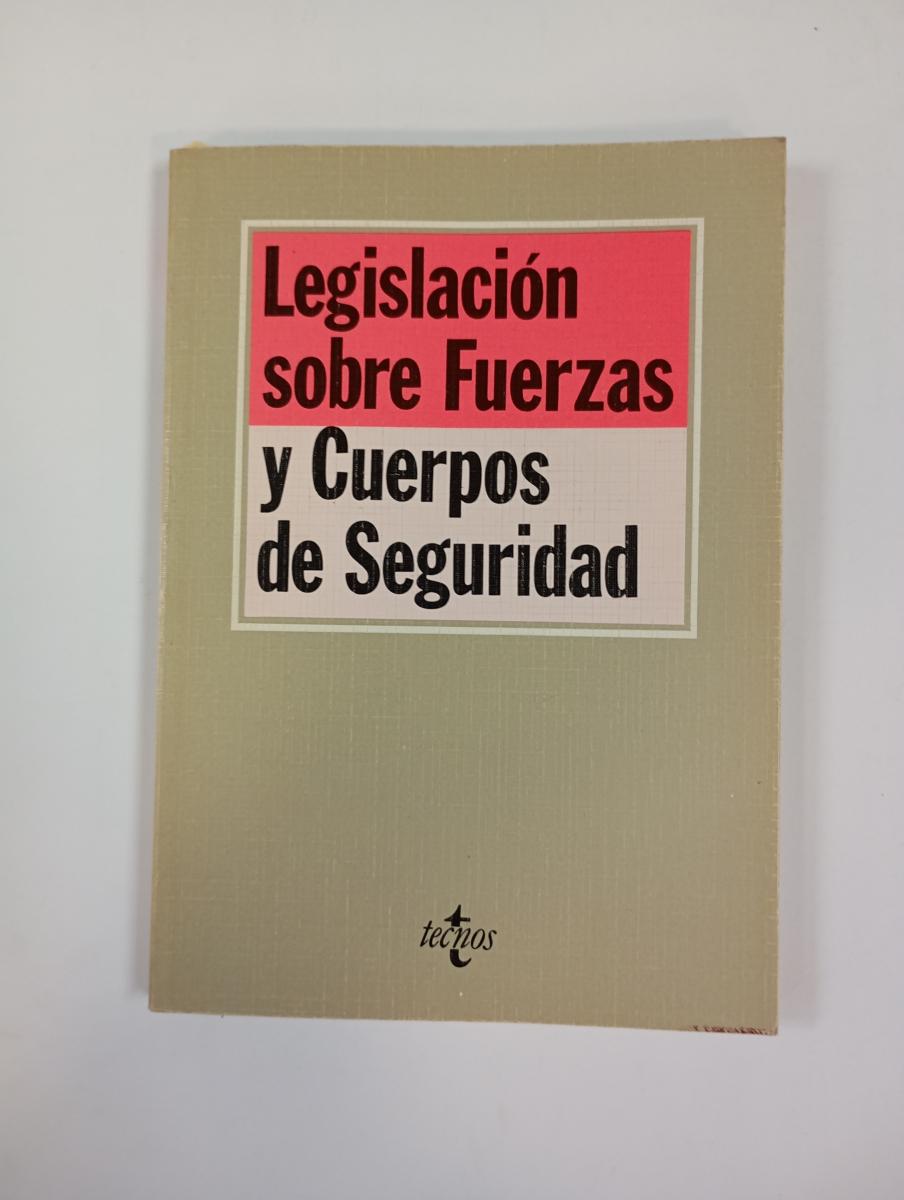 Legislación
sobre Fuerzas
y Cuerpos
de Seguridad
tecnos